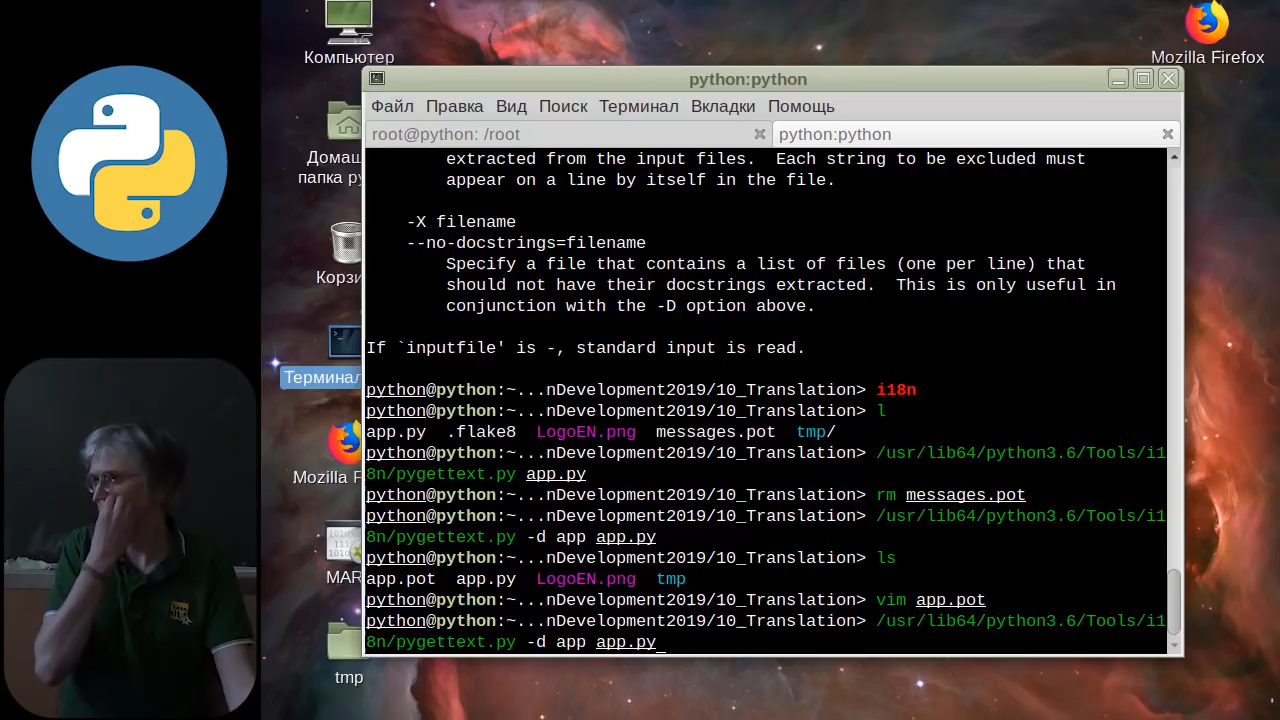 Компьютер
Mozilla Firefox
python:python
Файл Правка Вид Поиск Терминал Вкладки Помощь
root@python: /root
python:python
extracted from the input files.  Each string to be excluded must
appear on a line by itself in the file.
-X filename
--no-docstrings=filename
Specify a file that contains a list of files (one per line) that
should not have their docstrings extracted.  This is only useful in
conjunction with the -D option above.
If `inputfile' is -, standard input is read.
python@python:~...nDevelopment2019/10_Translation> i18n
python@python:~...nDevelopment2019/10_Translation> l
app.py  .flake8  LogoEN.png  messages.pot  tmp/
python@python:~...nDevelopment2019/10_Translation> /usr/lib64/python3.6/Tools/i1
8n/pygettext.py app.py
python@python:~...nDevelopment2019/10_Translation> rm messages.pot
python@python:~...nDevelopment2019/10_Translation> /usr/lib64/python3.6/Tools/i1
8n/pygettext.py -d app app.py
python@python:~...nDevelopment2019/10_Translation> ls
app.pot  app.py  LogoEN.png  tmp
python@python:~...nDevelopment2019/10_Translation> vim app.pot
python@python:~...nDevelopment2019/10_Translation> /usr/lib64/python3.6/Tools/i1
8n/pygettext.py -d app app.py
Домаш
папка ру
Корзи
Терминал
Mozilla F
MAR
tmp